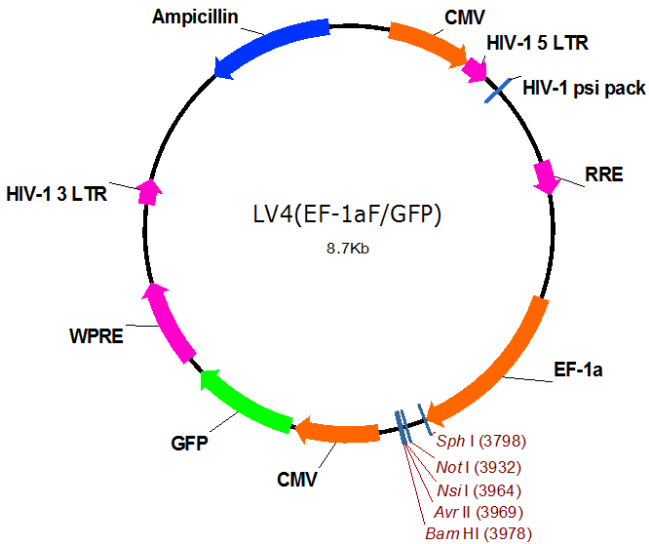 Ampicillin
CMV
HIV-1 5 LTR
HIV-1 psi pack
RRE
HIV-1 3 LTR
LV4(EF-1aF/GFP)
8.7Kb
WPRE
EF-1a
GFP
CMV
Sph I (3798)
Not I (3932)
Nsi I (3964)
Avr II (3969)
Bam HI (3978)